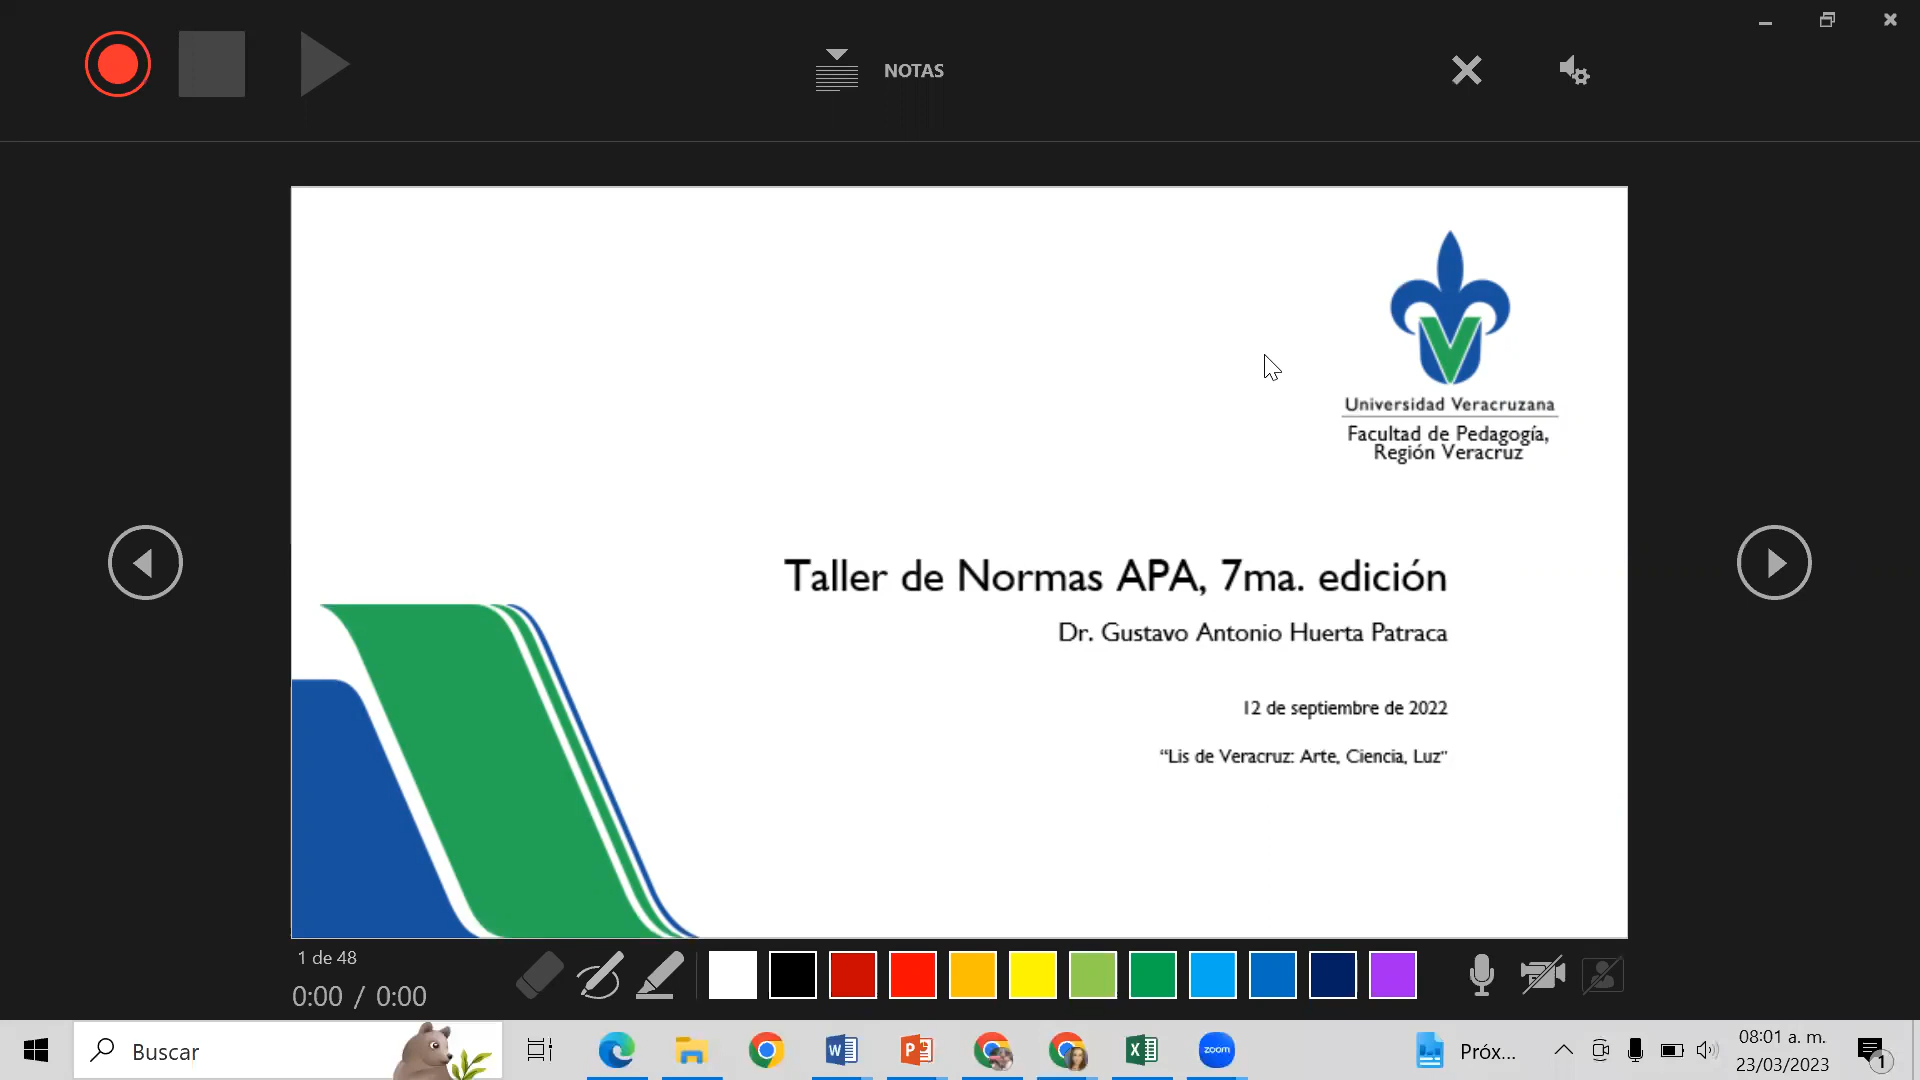 NOTAS
Universidad Veracruzana
Facultad de Pedagogía,
Región Veracruz
Taller de Normas APA, 7ma. edición
Dr. Gustavo Antonio Huerta Patraca
12 de septiembre de 2022
“Lis de Veracruz: Arte, Ciencia, Luz”
1 de 48
0:00 / 0:00
Buscar
zoom
Próx...
08:01 a. m.
23/03/2023
1